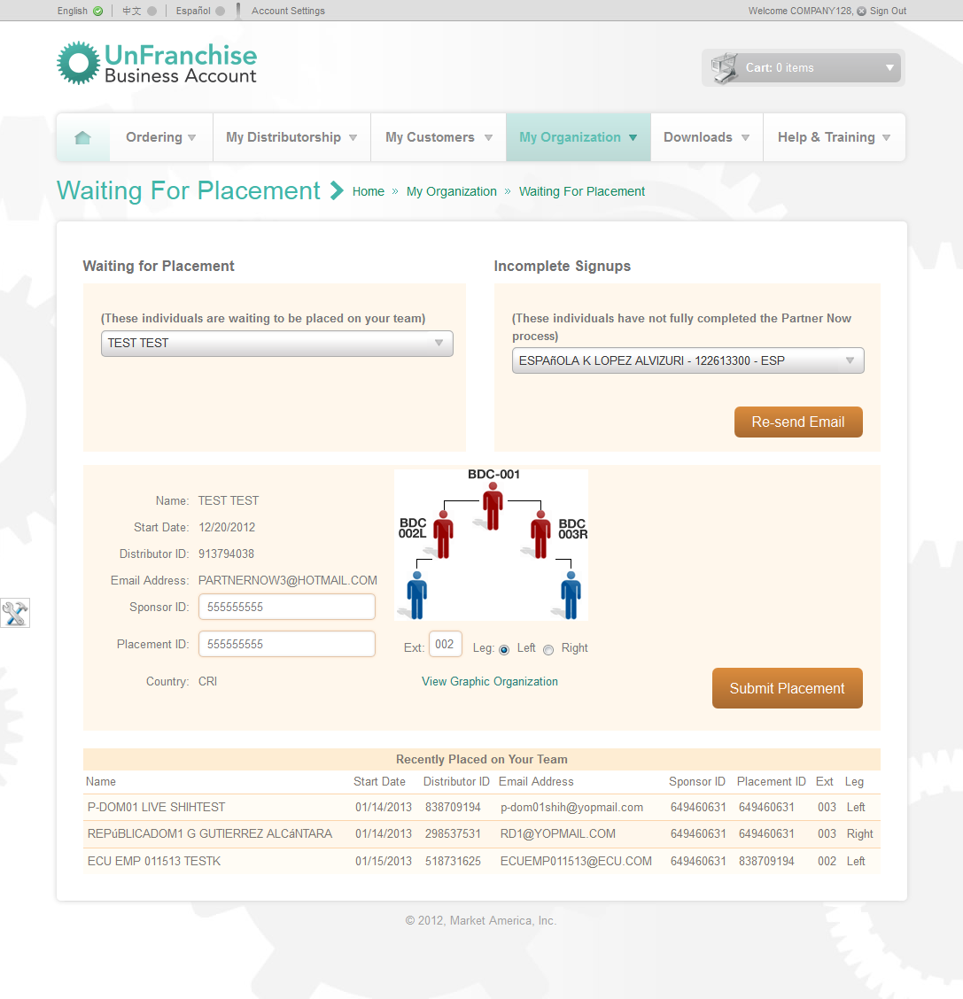 English 中文 Español Account Settings Welcome COMPANY128, Sign Out
UnFranchise
Business Account
Cart: 0 items
Ordering My Distributorship My Customers My Organization Downloads Help & Training
Waiting For Placement Home » My Organization » Waiting For Placement
Waiting for Placement
(These individuals are waiting to be placed on your team)
TEST TEST
Incomplete Signups
(These individuals have not fully completed the Partner Now
process)
ESPAñOLA K LOPEZ ALVIZURI - 122613300 - ESP
Re-send Email
Name: TEST TEST
Start Date: 12/20/2012
Distributor ID: 913794038
Email Address: PARTNERNOW3@HOTMAIL.COM
Sponsor ID: 555555555
Placement ID: 555555555
Country: CRI
BDC-001
BDC
002L
BDC
003R
Ext: 002 Leg: Left Right
View Graphic Organization
Submit Placement
Recently Placed on Your Team
Name Start Date Distributor ID Email Address Sponsor ID Placement ID Ext Leg
P-DOM01 LIVE SHIHTEST 01/14/2013 838709194 p-dom01shih@yopmail.com 649460631 649460631 003 Left
REPúBLICADOM1 G GUTIERREZ ALCáNTARA 01/14/2013 298537531 RD1@YOPMAIL.COM 649460631 649460631 003 Right
ECU EMP 011513 TESTK 01/15/2013 518731625 ECUEMP011513@ECU.COM 649460631 838709194 002 Left
© 2012, Market America, Inc.